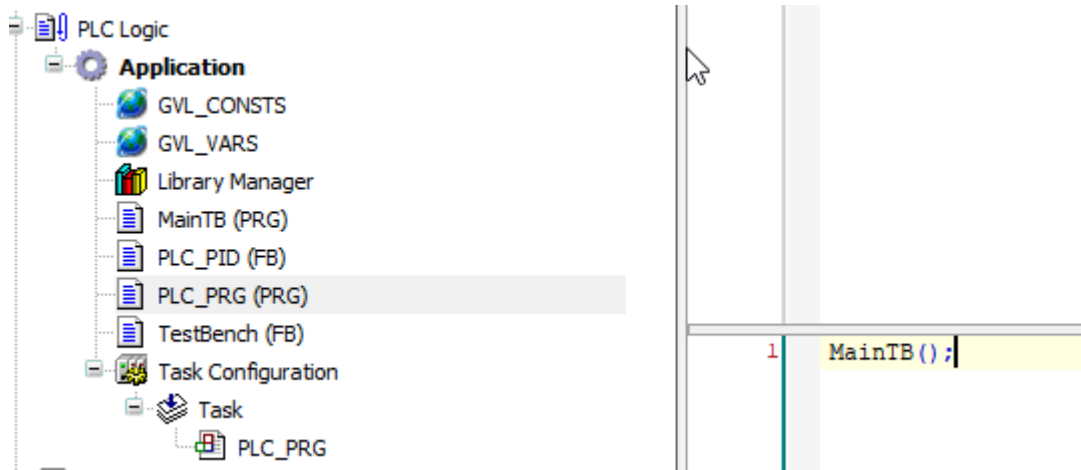 PLC Logic
Application
GVL_CONSTS
GVL_VARS
Library Manager
MainTB (PRG)
PLC_PID (FB)
PLC_PRG (PRG)
TestBench (FB)
Task Configuration
Task
PLC_PRG
1 MainTB();